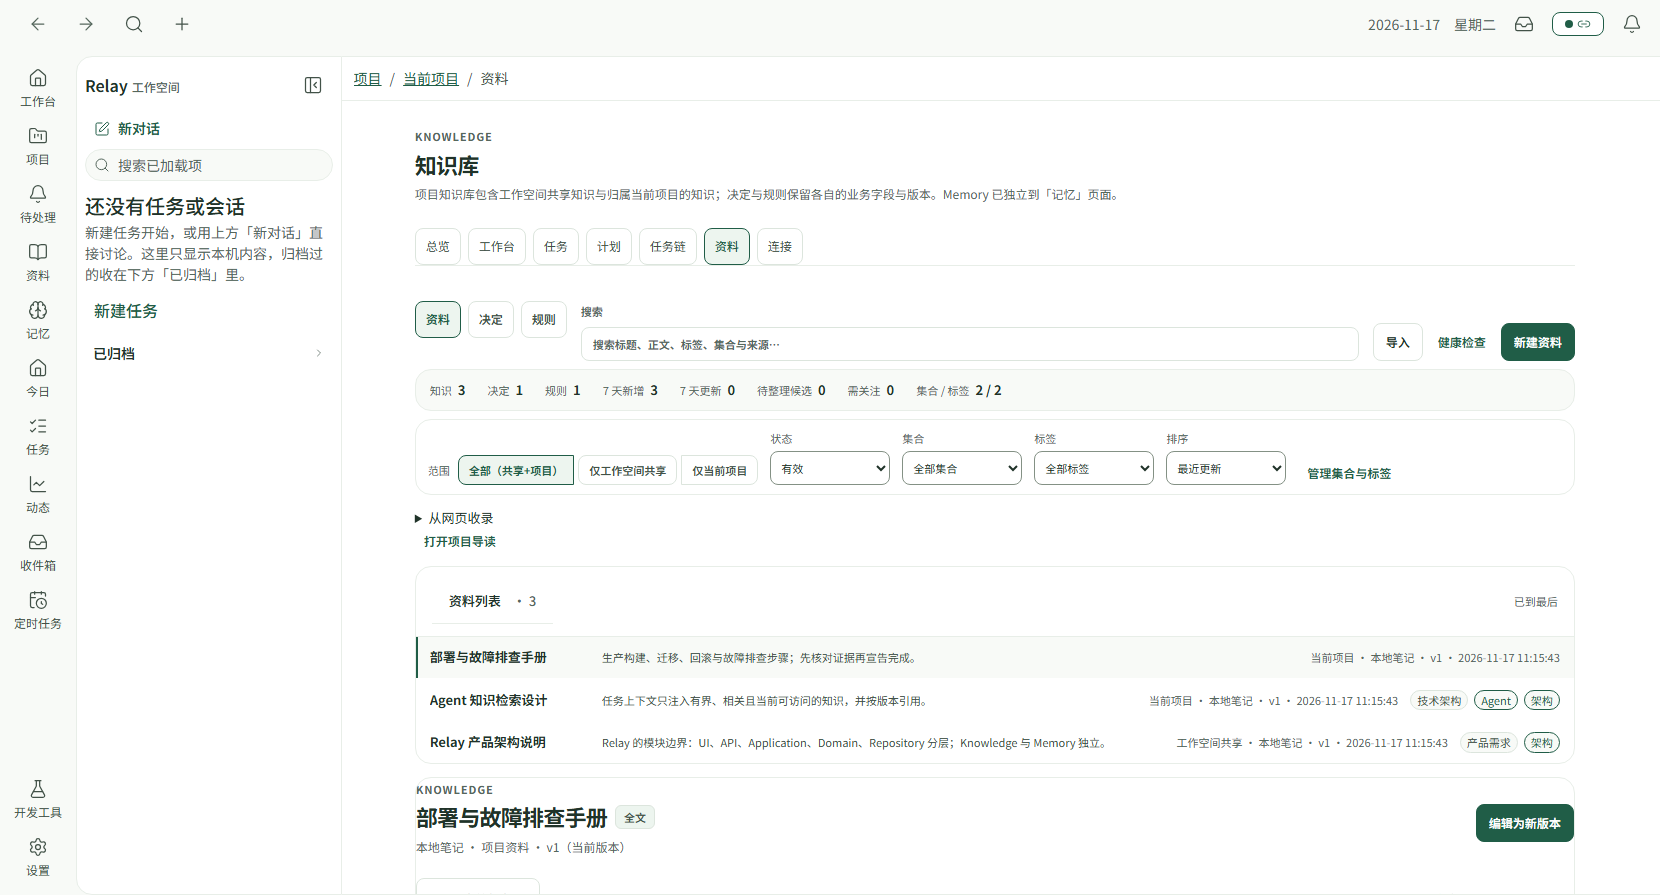 2026-11-17 星期二
工作台
项目
待处理
资料
记忆
今日
任务
动态
收件箱
定时任务
开发工具
设置
Relay 工作空间
新对话
搜索已加载项
还没有任务或会话
新建任务开始，或用上方「新对话」直
接讨论。这里只显示本机内容，归档过
的收在下方「已归档」里。
新建任务
已归档
项目 / 当前项目 / 资料
KNOWLEDGE
知识库
项目知识库包含工作空间共享知识与归属当前项目的知识；决定与规则保留各自的业务字段与版本。Memory 已独立到「记忆」页面。
总览 工作台 任务 计划 任务链 资料 连接
资料 决定 规则
搜索
搜索标题、正文、标签、集合与来源…
导入 健康检查 新建资料
知识 3 决定 1 规则 1 7 天新增 3 7 天更新 0 待整理候选 0 需关注 0 集合 / 标签 2 / 2
范围 全部（共享+项目） 仅工作空间共享 仅当前项目
状态 集合 标签 排序
有效 全部集合 全部标签 最近更新 管理集合与标签
从网页收录
打开项目导读
资料列表 · 3 已到最后
部署与故障排查手册 生产构建、迁移、回滚与故障排查步骤；先核对证据再宣告完成。 当前项目 · 本地笔记 · v1 · 2026-11-17 11:15:43
Agent 知识检索设计 任务上下文只注入有界、相关且当前可访问的知识，并按版本引用。 当前项目 · 本地笔记 · v1 · 2026-11-17 11:15:43 技术架构 Agent 架构
Relay 产品架构说明 Relay 的模块边界：UI、API、Application、Domain、Repository 分层；Knowledge 与 Memory 独立。 工作空间共享 · 本地笔记 · v1 · 2026-11-17 11:15:43 产品需求 架构
KNOWLEDGE
部署与故障排查手册 全文
本地笔记 · 项目资料 · v1（当前版本）
编辑为新版本